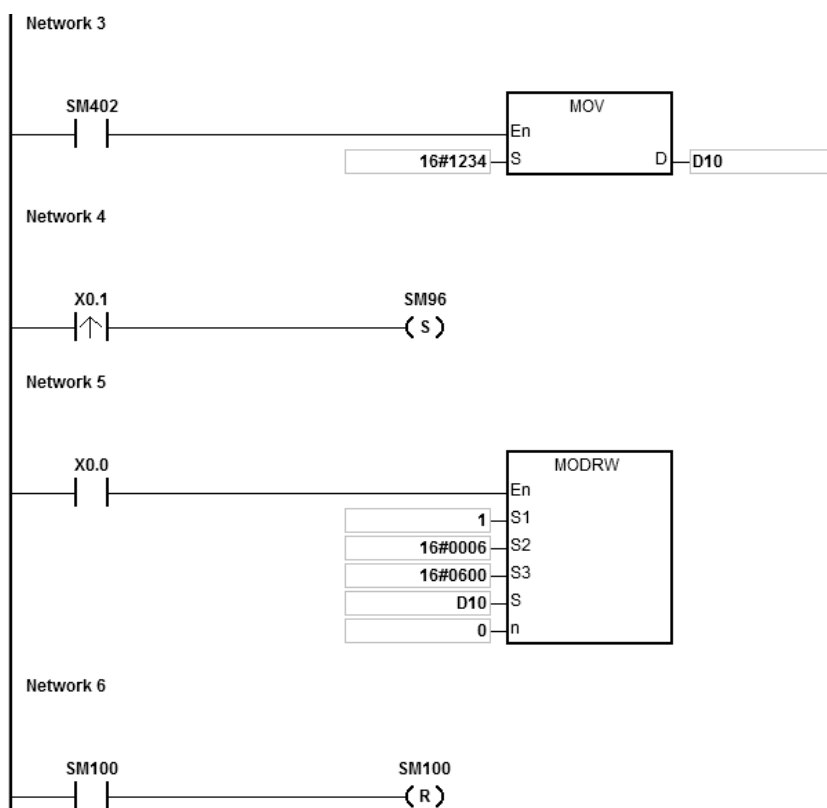 Network 3
SM402
MOV
En
16#1234 S D D10
Network 4
X0.1 SM96
S
Network 5
X0.0 MODRW
En
1 S1
16#0006 S2
16#0600 S3
D10 S
0 n
Network 6
SM100 SM100
R